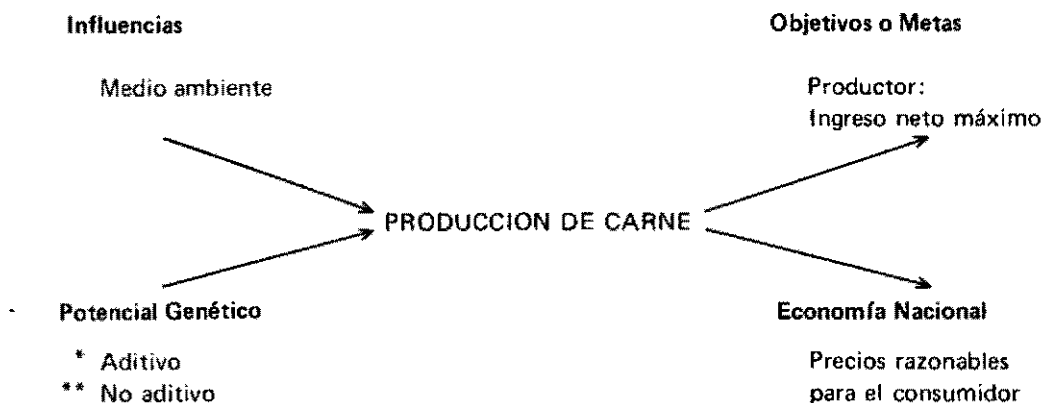 Influencias
Medio ambiente
Objetivos o Metas
Productor:
Ingreso neto máximo
PRODUCCION DE CARNE
Potencial Genético
* Aditivo
** No aditivo
Economía Nacional
Precios razonables
para el consumidor